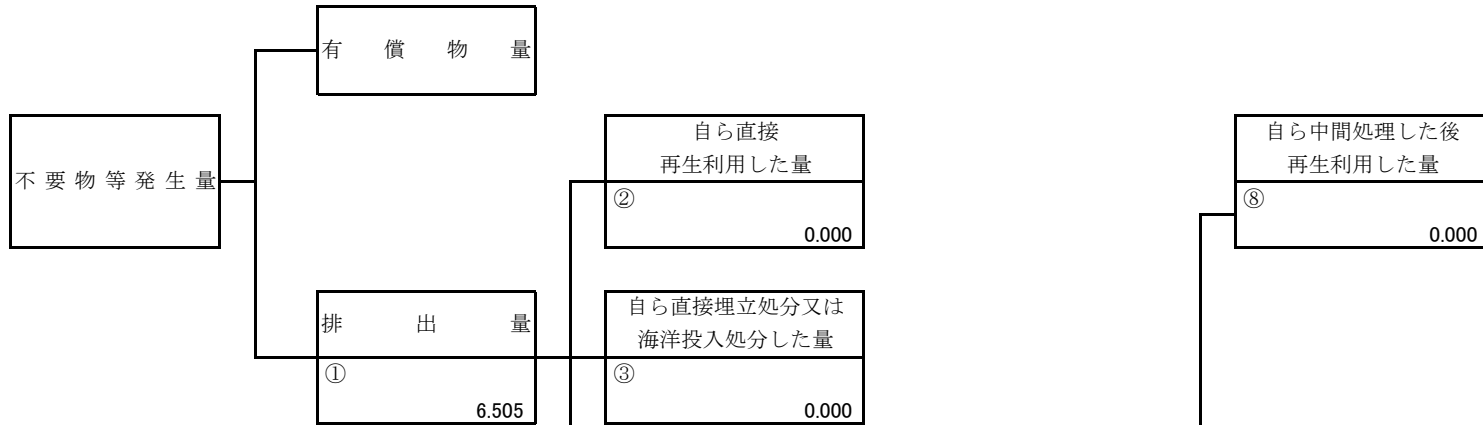 有償物量
不要物等発生量
自ら直接
再生利用した量
②
0.000
自ら中間処理した後
再生利用した量
⑧
0.000
排出量
①
6.505
自ら直接埋立処分又は
海洋投入処分した量
③
0.000